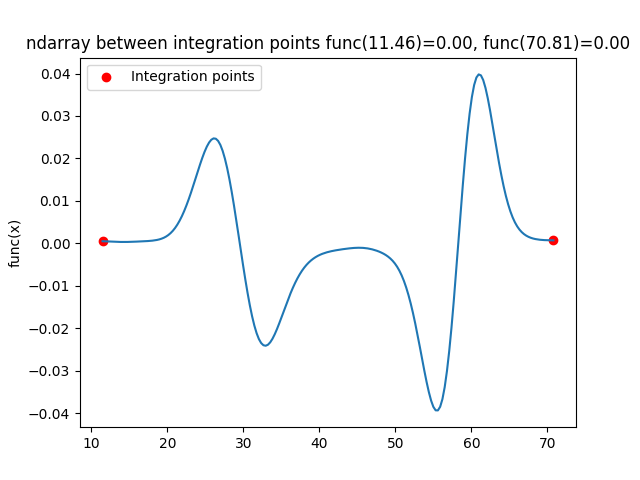 ndarray between integration points func(11.46)=0.00, func(70.81)=0.00
Integration points
0.04
0.03
0.02
0.01
0.00
−0.01
−0.02
−0.03
−0.04
func(x)
10 20 30 40 50 60 70